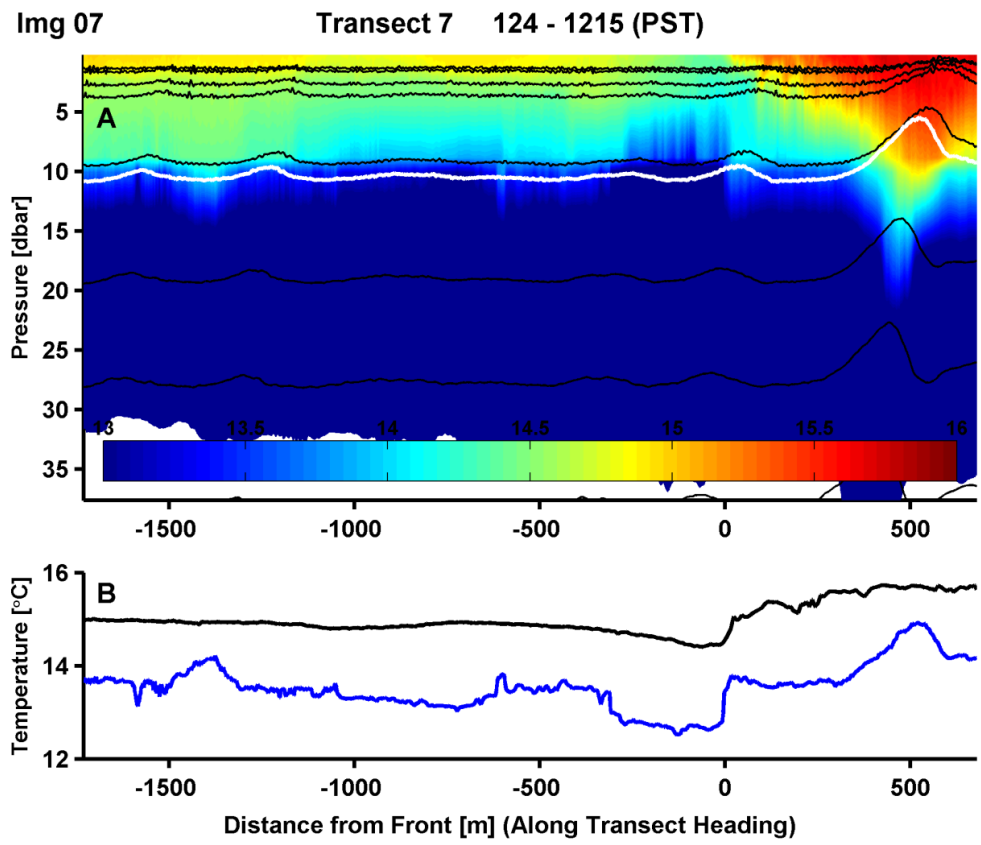 Img 07 Transect 7 124 - 1215 (PST)
A
Pressure [dbar]
5
10
15
20
25
30
35
13 13.5 14 14.5 15 15.5 16
-1500 -1000 -500 0 500
B
Temperature [°C]
16
14
12
-1500 -1000 -500 0 500
Distance from Front [m] (Along Transect Heading)